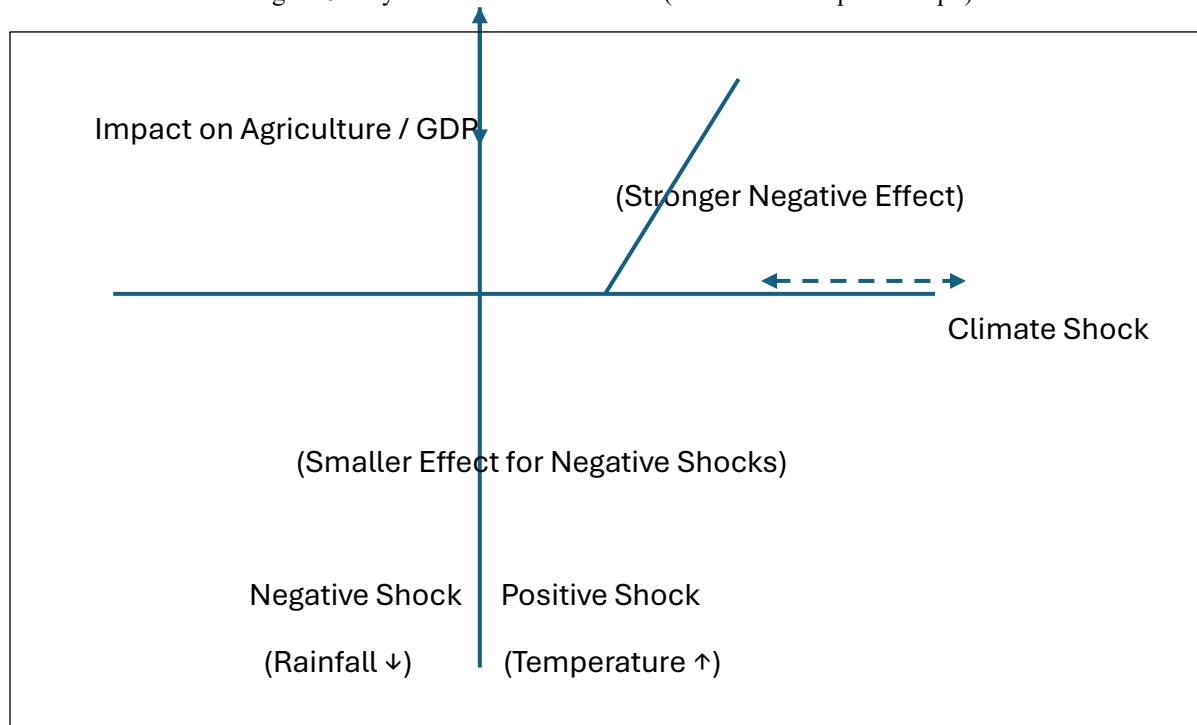 Impact on Agriculture / GDP
(Stronger Negative Effect)
Climate Shock
(Smaller Effect for Negative Shocks)
Negative Shock
Positive Shock
(Rainfall ↓)
(Temperature ↑)